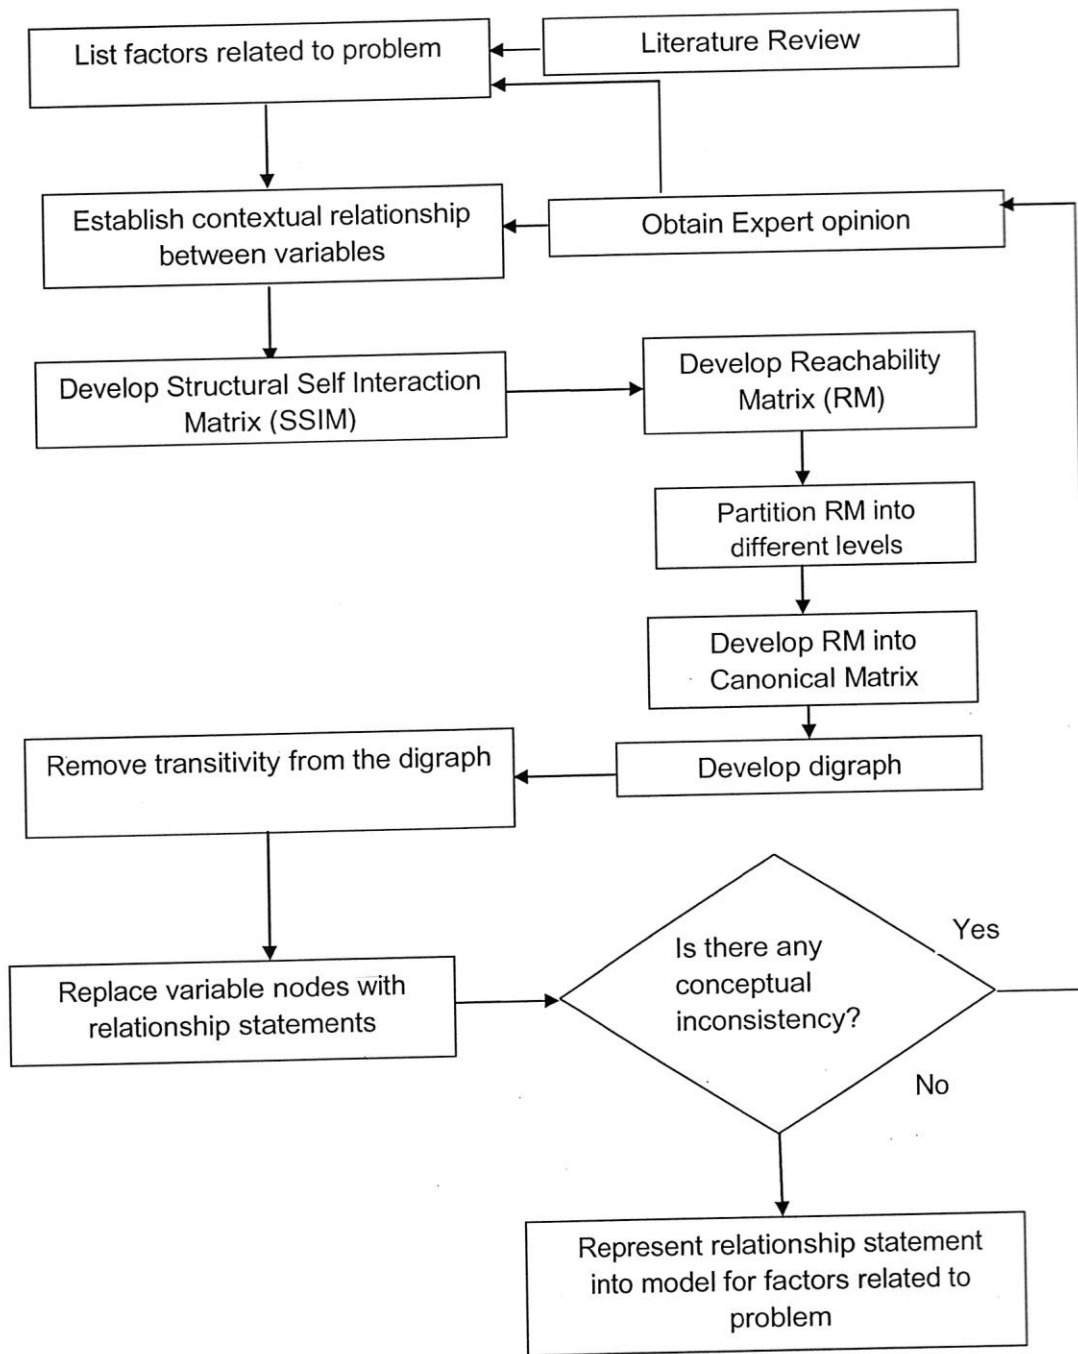 List factors related to problem
Literature Review
Establish contextual relationship
between variables
Obtain Expert opinion
Develop Structural Self Interaction
Matrix (SSIM)
Develop Reachability
Matrix (RM)
Partition RM into
different levels
Develop RM into
Canonical Matrix
Develop digraph
Remove transitivity from the digraph
Replace variable nodes with
relationship statements
Is there any
conceptual
inconsistency?
Yes
No
Represent relationship statement
into model for factors related to
problem